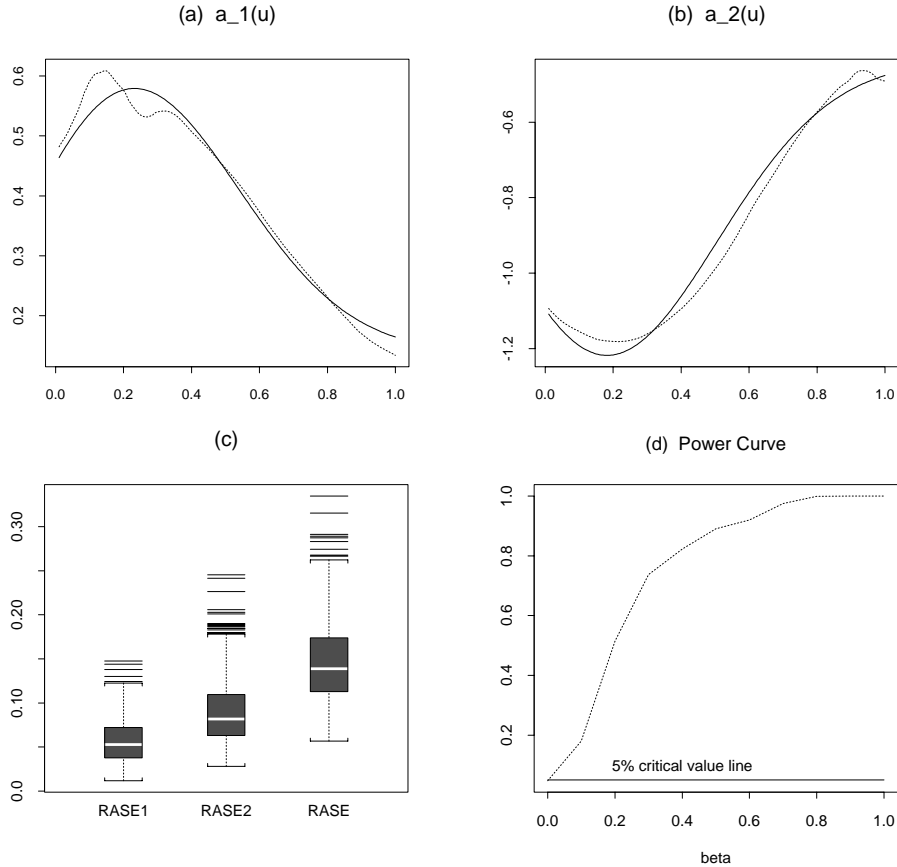 (a) a_1(u)
0.6
0.5
0.4
0.3
0.2
0.0 0.2 0.4 0.6 0.8 1.0
(b) a_2(u)
-0.6
-0.8
-1.0
-1.2
0.0 0.2 0.4 0.6 0.8 1.0
(c)
0.30
0.20
0.10
0.0
RASE1 RASE2 RASE
(d) Power Curve
1.0
0.8
0.6
0.4
0.2
5% critical value line
0.0 0.2 0.4 0.6 0.8 1.0
beta